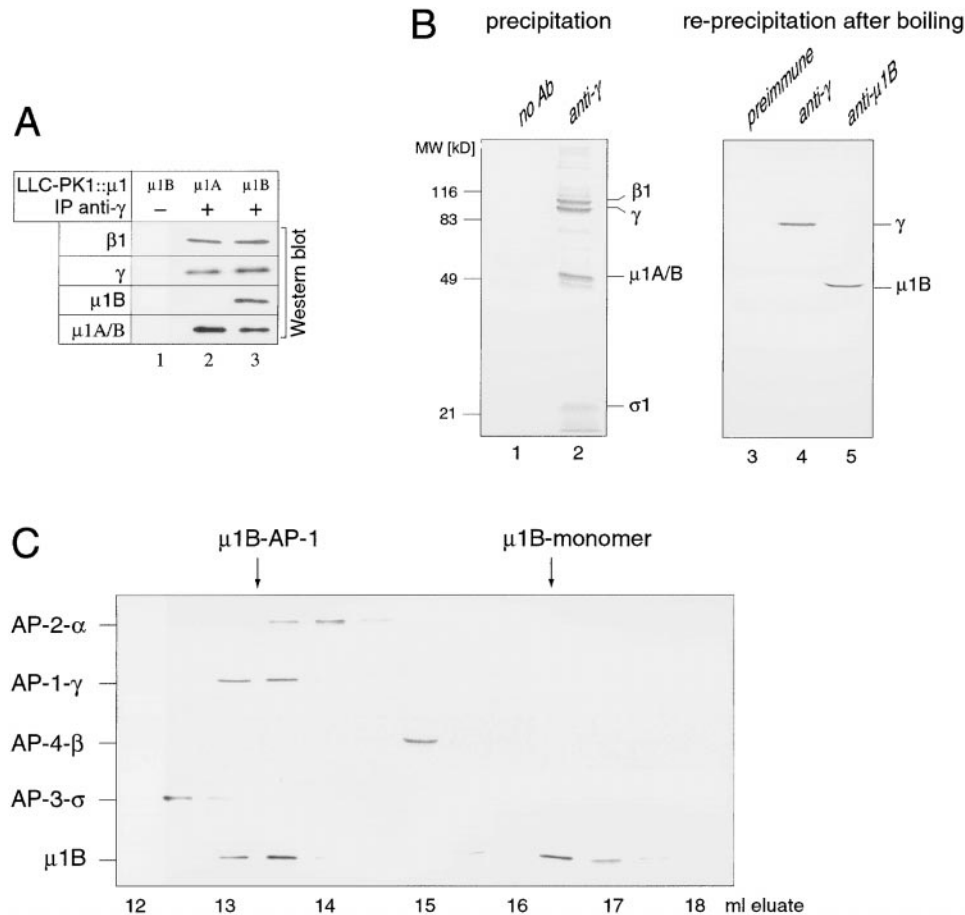 A
LLC-PK1::μ1 μ1B μ1A μ1B
IP anti-γ – + +
β1
γ
μ1B
μ1A/B
Western blot
1 2 3
B
precipitation
no Ab anti-γ
MW [kD]
116
83
49
21
β1
γ
μ1A/B
σ1
1 2
re-precipitation after boiling
preimmune anti-γ anti-μ1B
γ
μ1B
3 4 5
C
μ1B-AP-1 μ1B-monomer
AP-2-α
AP-1-γ
AP-4-β
AP-3-σ
μ1B
12 13 14 15 16 17 18 ml eluate